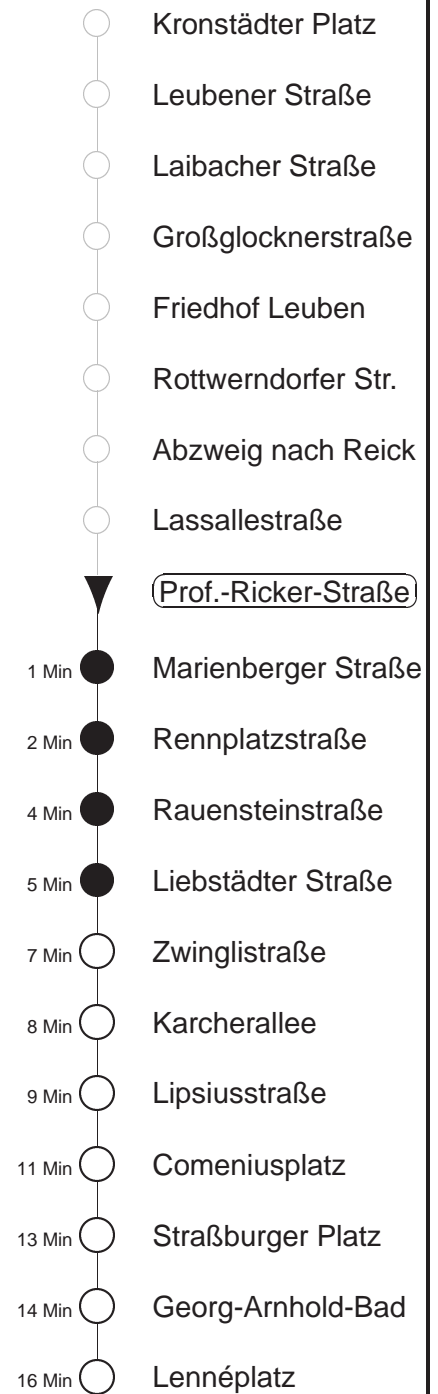 Kronstädter Platz
Leubener Straße
Laibacher Straße
Großglocknerstraße
Friedhof Leuben
Rottwerndorfer Str.
Abzweig nach Reick
Lassallestraße
Prof.-Ricker-Straße
1 Min Marienberger Straße
2 Min Rennplatzstraße
4 Min Rauensteinstraße
5 Min Liebstädter Straße
7 Min Zwinglistraße
8 Min Karcherallee
9 Min Lipsiusstraße
11 Min Comeniusplatz
13 Min Straßburger Platz
14 Min Georg-Arnhold-Bad
16 Min Lennéplatz